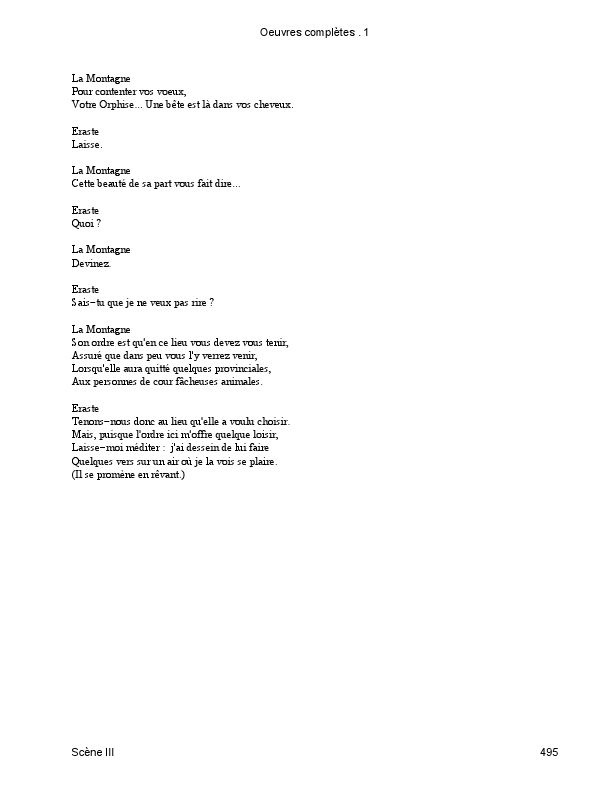 Oeuvres complètes . 1
La Montagne
Pour contenter vos voeux,
Votre Orphise... Une bête est là dans vos cheveux.
Eraste
Laisse.
La Montagne
Cette beauté de sa part vous fait dire...
Eraste
Quoi ?
La Montagne
Devinez.
Eraste
Sais−tu que je ne veux pas rire ?
La Montagne
Son ordre est qu'en ce lieu vous devez vous tenir,
Assuré que dans peu vous l'y verrez venir,
Lorsqu'elle aura quitté quelques provinciales,
Aux personnes de cour fâcheuses animales.
Eraste
Tenons−nous donc au lieu qu'elle a voulu choisir.
Mais, puisque l'ordre ici m'offre quelque loisir,
Laisse−moi méditer : j'ai dessein de lui faire
Quelques vers sur un air où je la vois se plaire.
(Il se promène en rêvant.)
Scène III
495